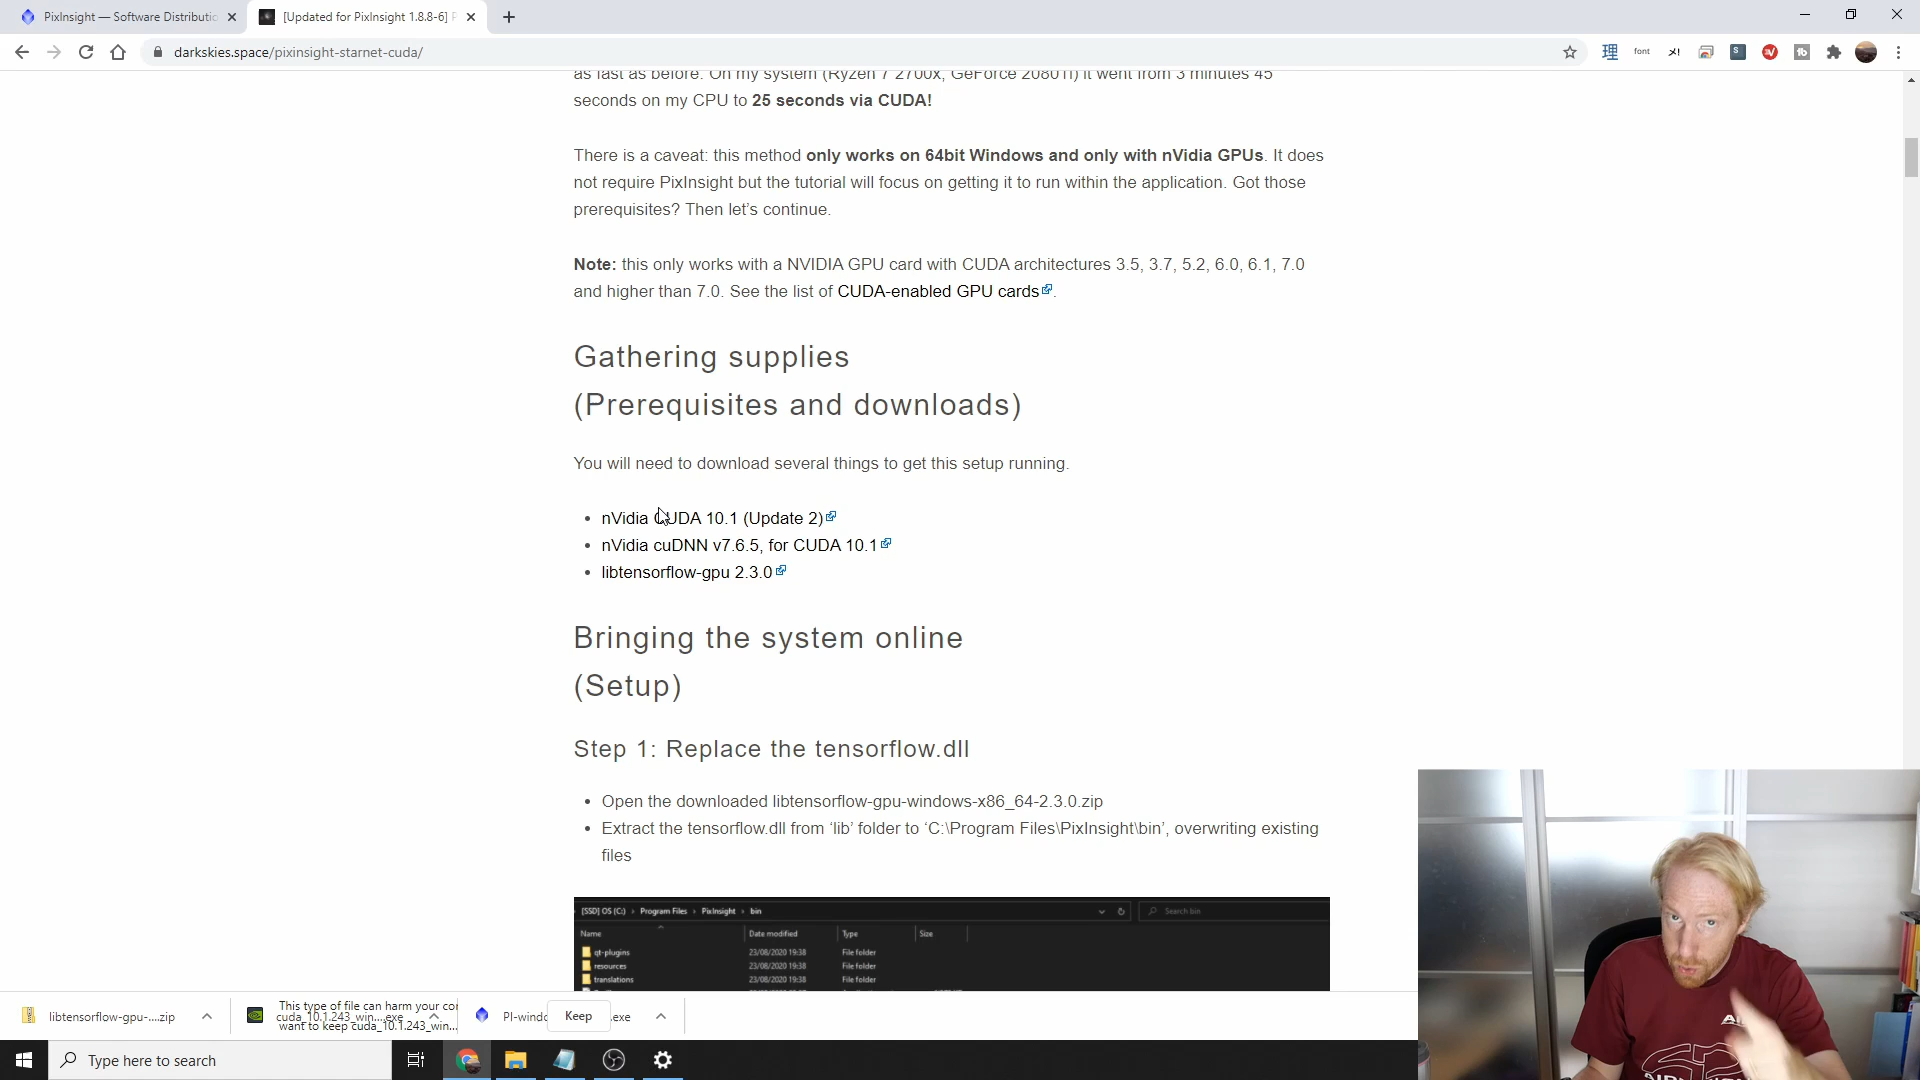 PixInsight — Software Distributio
[Updated for PixInsight 1.8.8-6] P
darkskies.space/pixinsight-starnet-cuda/
font
as fast as before. On my system (Ryzen 7 2700x, GeForce 2080Ti) it went from 3 minutes 45
seconds on my CPU to 25 seconds via CUDA!
There is a caveat: this method only works on 64bit Windows and only with nVidia GPUs. It does
not require PixInsight but the tutorial will focus on getting it to run within the application. Got those
prerequisites? Then let's continue.
Note: this only works with a NVIDIA GPU card with CUDA architectures 3.5, 3.7, 5.2, 6.0, 6.1, 7.0
and higher than 7.0. See the list of CUDA-enabled GPU cards.
Gathering supplies
(Prerequisites and downloads)
You will need to download several things to get this setup running.
• nVidia CUDA 10.1 (Update 2)
• nVidia cuDNN v7.6.5, for CUDA 10.1
• libtensorflow-gpu 2.3.0
Bringing the system online
(Setup)
Step 1: Replace the tensorflow.dll
• Open the downloaded libtensorflow-gpu-windows-x86_64-2.3.0.zip
• Extract the tensorflow.dll from ‘lib’ folder to ‘C:\Program Files\PixInsight\bin’, overwriting existing
files
[SSD] OS (C:) › Program Files › PixInsight › bin
Search bin
Name Date modified Type Size
qt-plugins 23/08/2020 19:38 File folder
resources 23/08/2020 19:38 File folder
translations 23/08/2020 19:38 File folder
libtensorflow-gpu-....zip
This type of file can harm your con
cuda_10.1.243_win....exe
want to keep cuda_10.1.243_win...
PI-windo
Keep
.exe
Type here to search